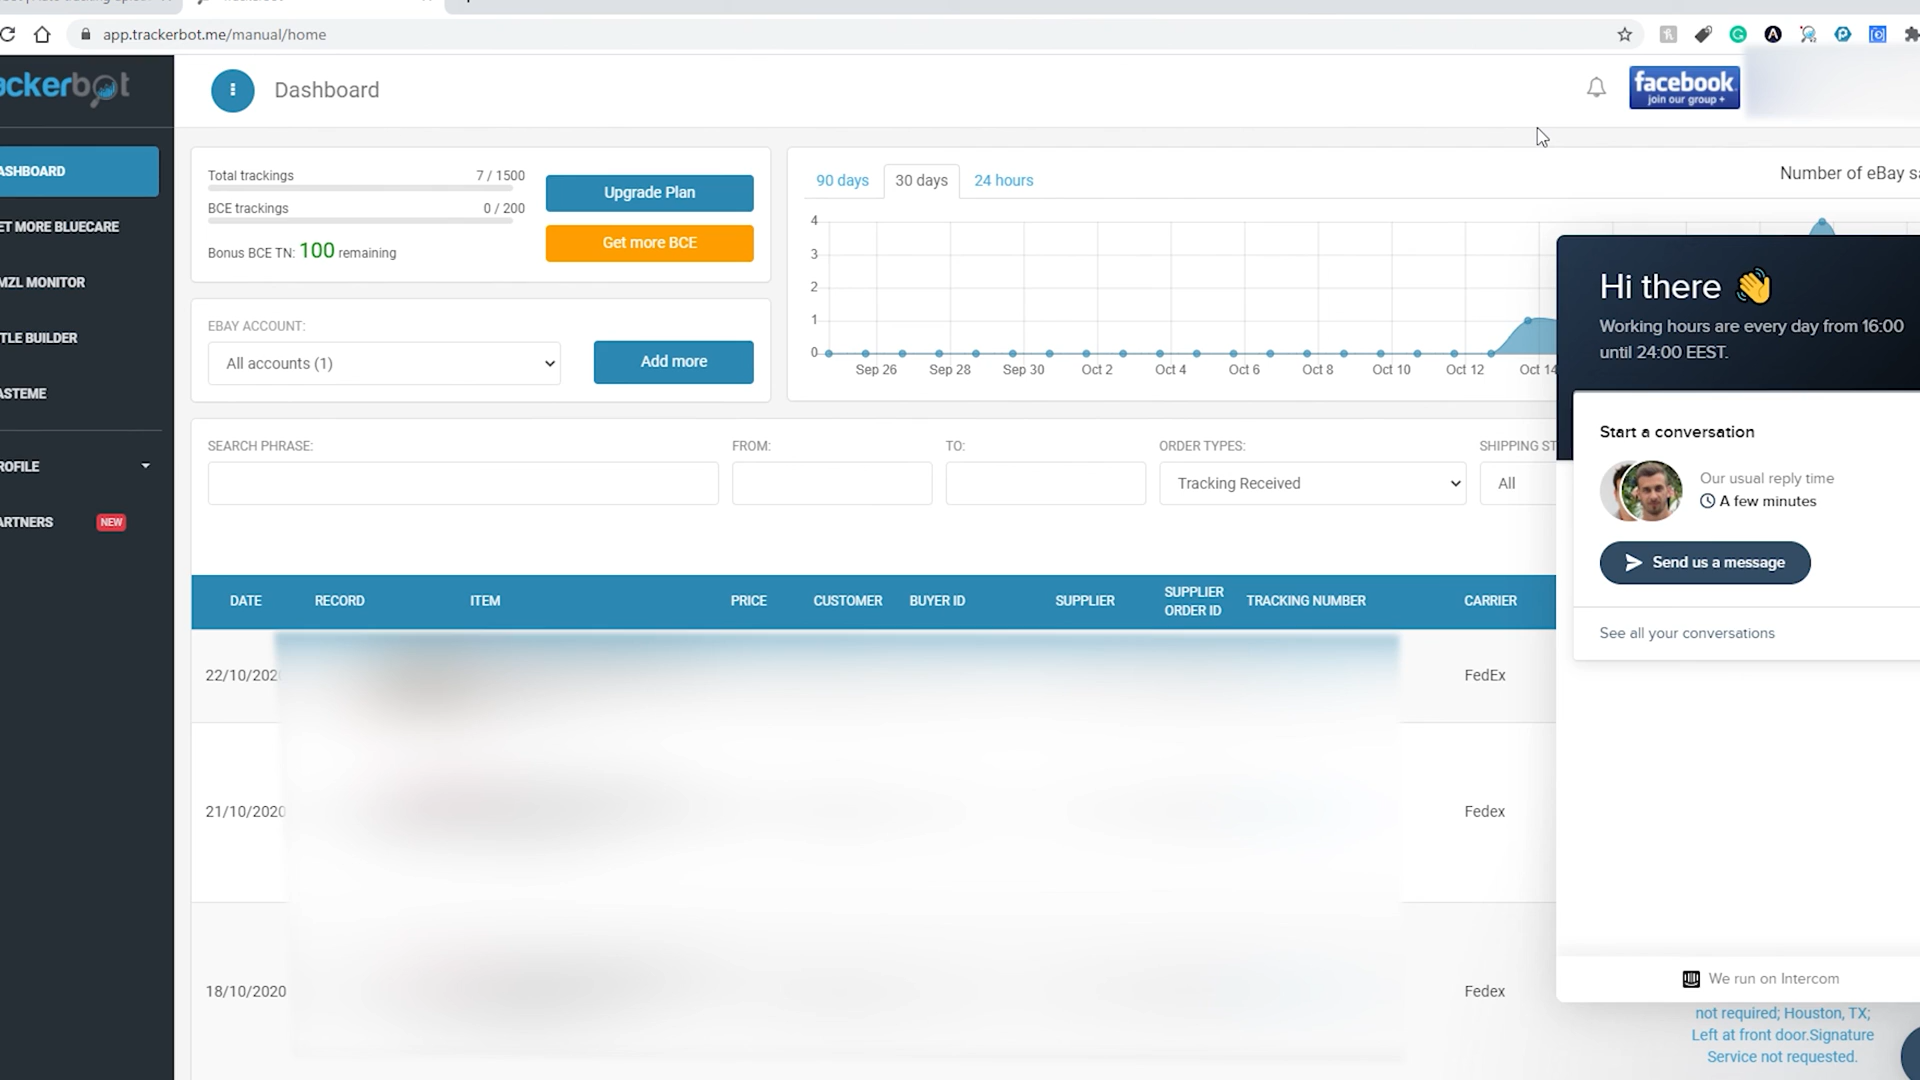 app.trackerbot.me/manual/home
ackerbot
Dashboard
facebook
join our group +
ASHBOARD
ET MORE BLUECARE
MZL MONITOR
TLE BUILDER
ASTEME
ROFILE
ARTNERS NEW
Total trackings 7 / 1500
BCE trackings 0 / 200
Bonus BCE TN: 100 remaining
Upgrade Plan
Get more BCE
EBAY ACCOUNT:
All accounts (1)
Add more
90 days 30 days 24 hours
Number of eBay sa
4
3
2
1
0
Sep 26 Sep 28 Sep 30 Oct 2 Oct 4 Oct 6 Oct 8 Oct 10 Oct 12 Oct 14
SEARCH PHRASE: FROM: TO: ORDER TYPES: SHIPPING ST
Tracking Received All
DATE RECORD ITEM PRICE CUSTOMER BUYER ID SUPPLIER SUPPLIER ORDER ID TRACKING NUMBER CARRIER
22/10/202 FedEx
21/10/2020 Fedex
18/10/2020 Fedex
Hi there 👋
Working hours are every day from 16:00
until 24:00 EEST.
Start a conversation
Our usual reply time
A few minutes
Send us a message
See all your conversations
We run on Intercom
not required; Houston, TX;
Left at front door.Signature
Service not requested.